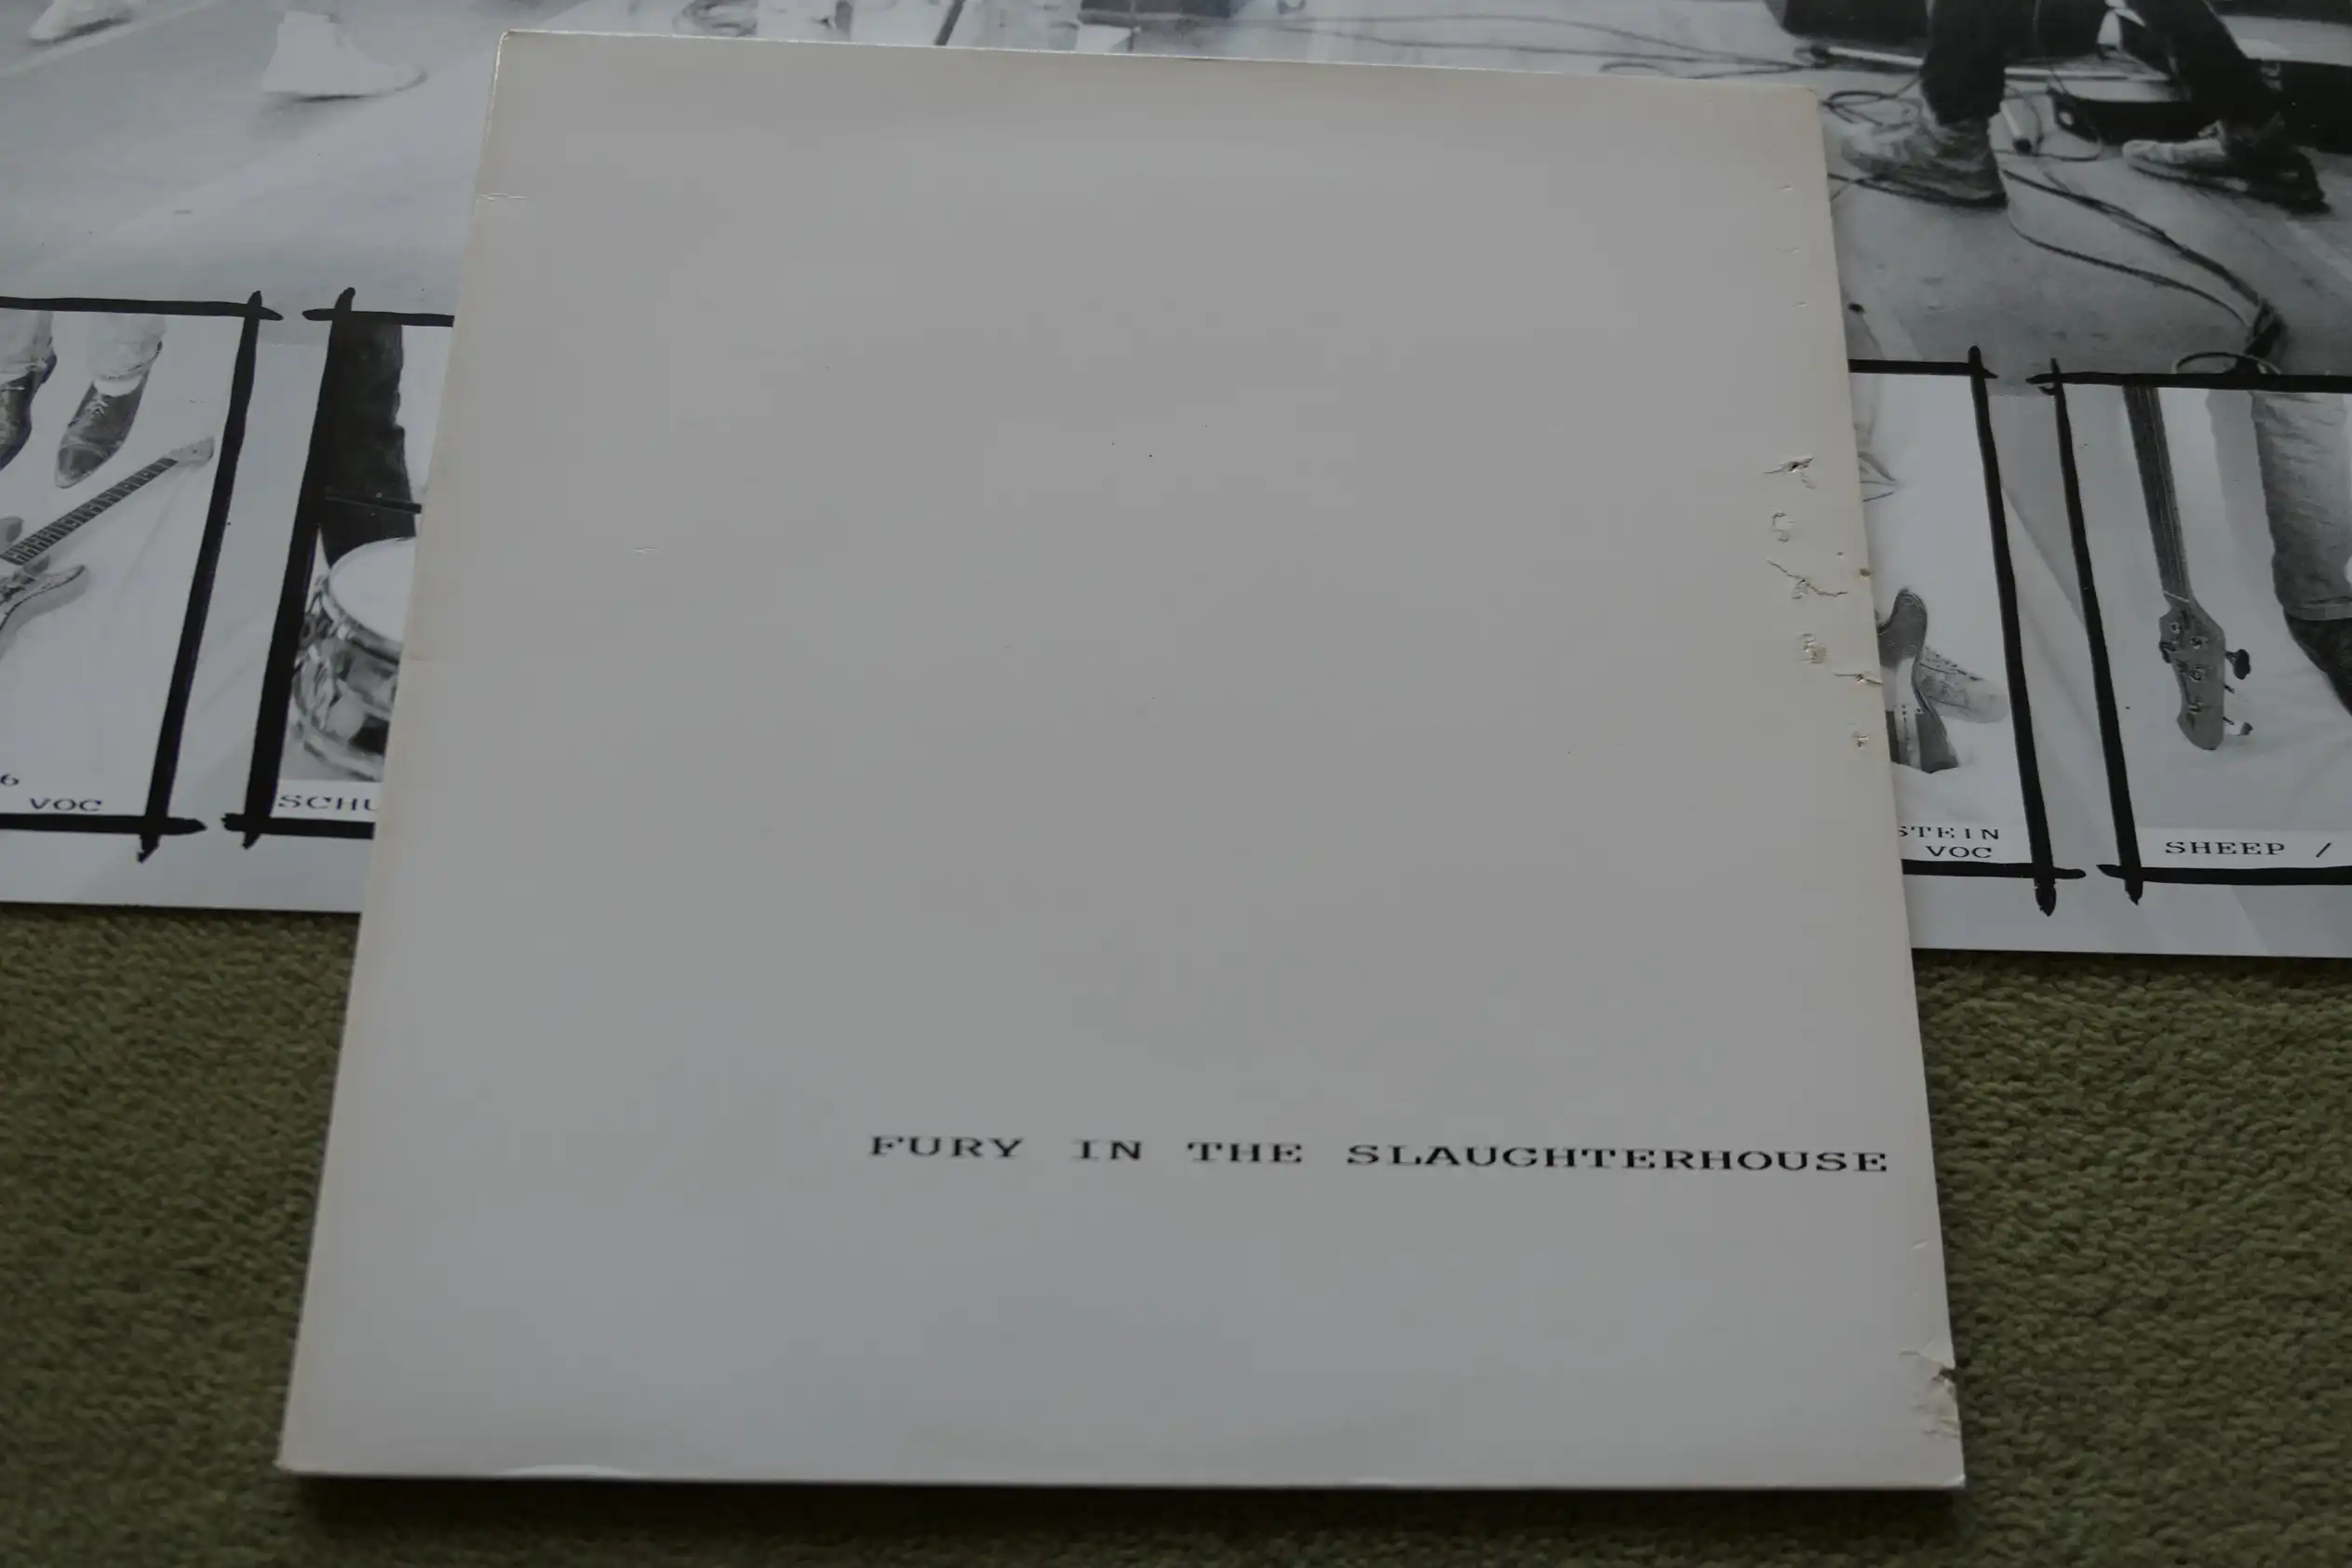 6
VOC
SCHU
STEIN
VOC
SHEEP /
FURY IN THE SLAUGHTERHOUSE